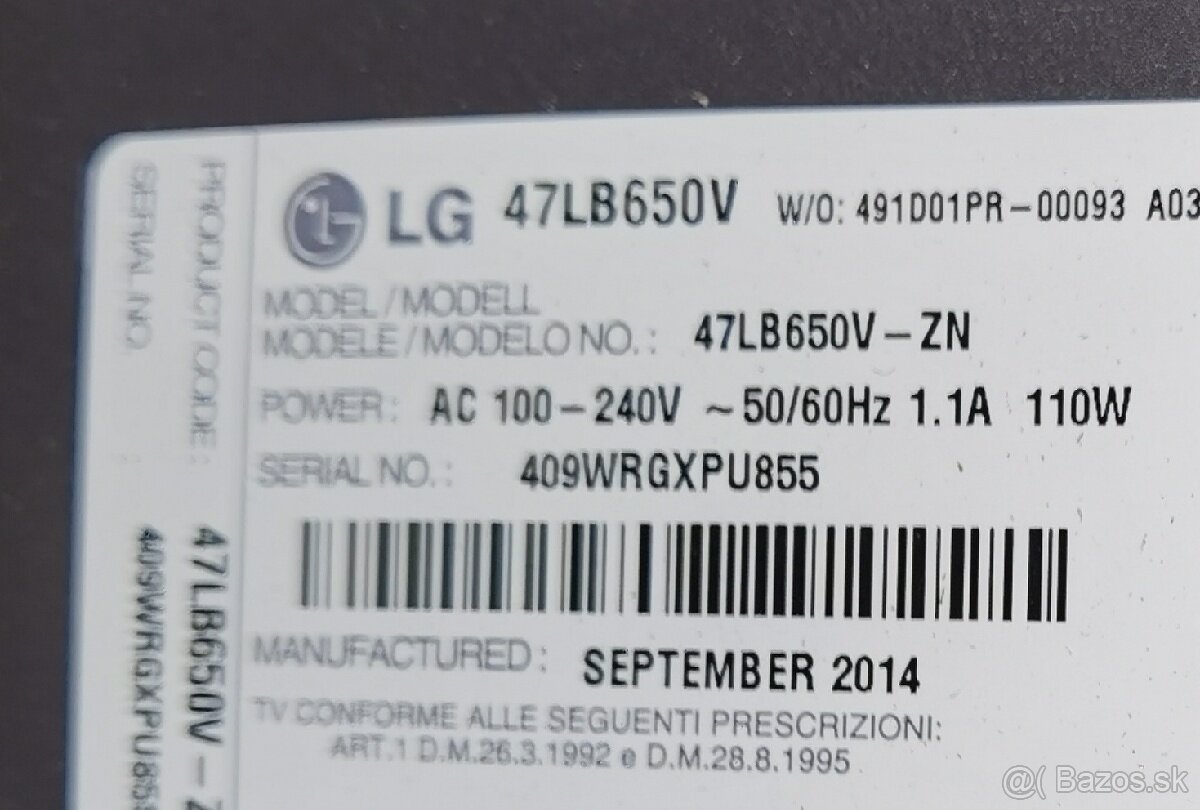 LG 47LB650V W/O: 491D01PR-00093 A03
MODEL/MODELL
MODELE/MODELO NO.: 47LB650V-ZN
POWER: AC 100-240V ~50/60Hz 1.1A 110W
SERIAL NO.: 409WRGXPU855
MANUFACTURED: SEPTEMBER 2014
TV CONFORME ALLE SEGUENTI PRESCRIZIONI:
ART.1 D.M.26.3.1992 e D.M.28.8.1995
PRODUCT CODE: 47LB650V-Z
SERIAL NO. : 409WRGXPU855
@( Bazos.sk